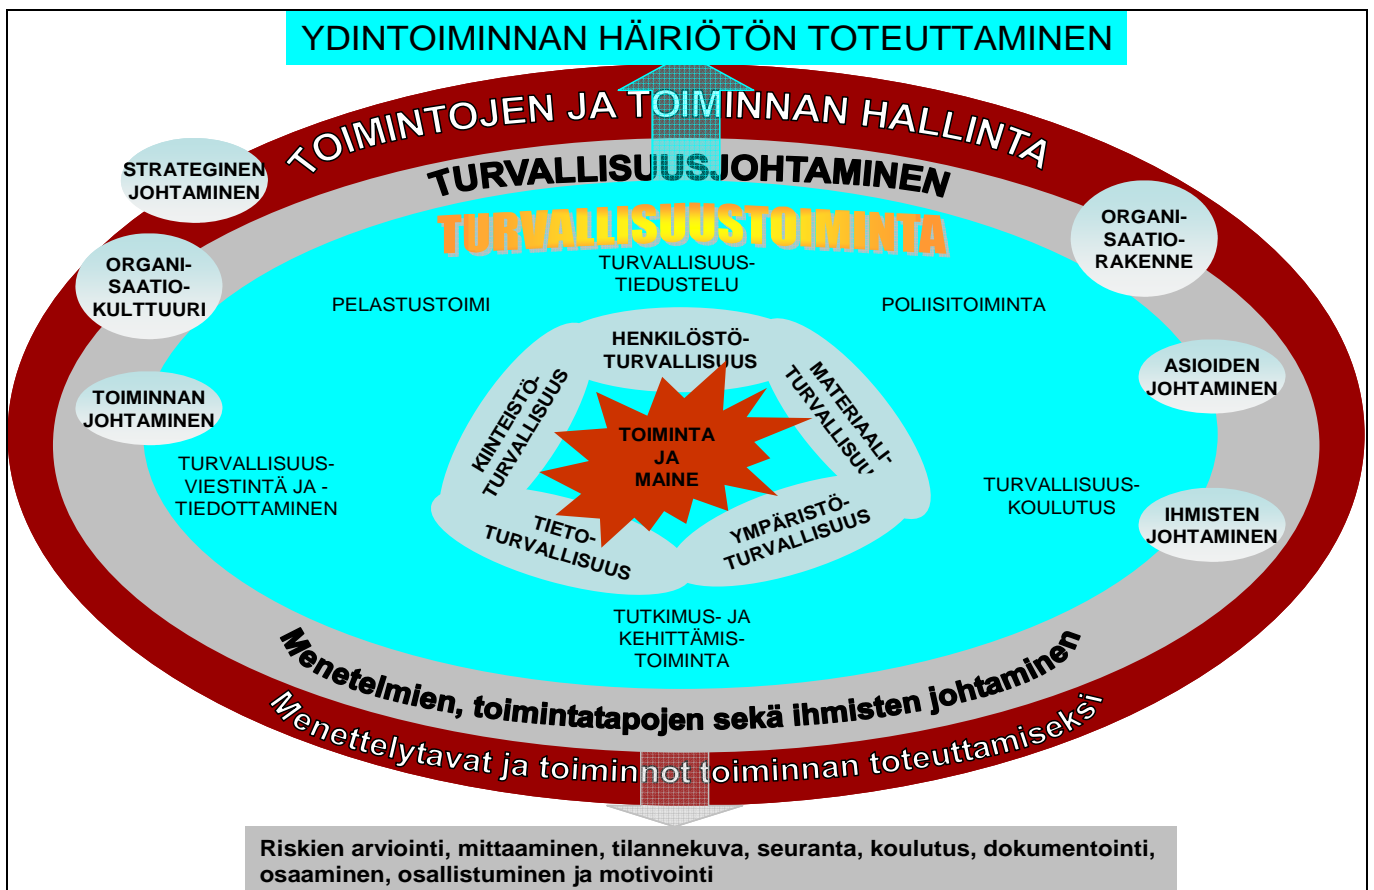 YDINTOIMINNAN HÄIRIÖTÖN TOTEUTTAMINEN
TOIMINTOJEN JA TOIMINNAN HALLINTA
TURVALLISUUSJOHTAMINEN
TURVALLISUUSTOIMINTA
STRATEGINEN
JOHTAMINEN
ORGANI-
SAATIO-
KULTTUURI
TOIMINNAN
JOHTAMINEN
ORGANI-
SAATIO-
RAKENNE
ASIOIDEN
JOHTAMINEN
IHMISTEN
JOHTAMINEN
TURVALLISUUS-
TIEDUSTELU
PELASTUSTOIMI
POLIISITOIMINTA
HENKILÖSTÖ-
TURVALLISUUS
KIINTEISTÖ-
TURVALLISUUS
MATERIAALI-
TURVALLISUU
TOIMINTA
JA
MAINE
TIETO-
TURVALLISUUS
YMPÄRISTÖ-
TURVALLISUUS
TURVALLISUUS-
VIESTINTÄ JA -
TIEDOTTAMINEN
TURVALLISUUS-
KOULUTUS
TUTKIMUS- JA
KEHITTÄMIS-
TOIMINTA
Menetelmien, toimintatapojen sekä ihmisten johtaminen
Menettelytavat ja toiminnot toiminnan toteuttamiseksi
Riskien arviointi, mittaaminen, tilannekuva, seuranta, koulutus, dokumentointi,
osaaminen, osallistuminen ja motivointi